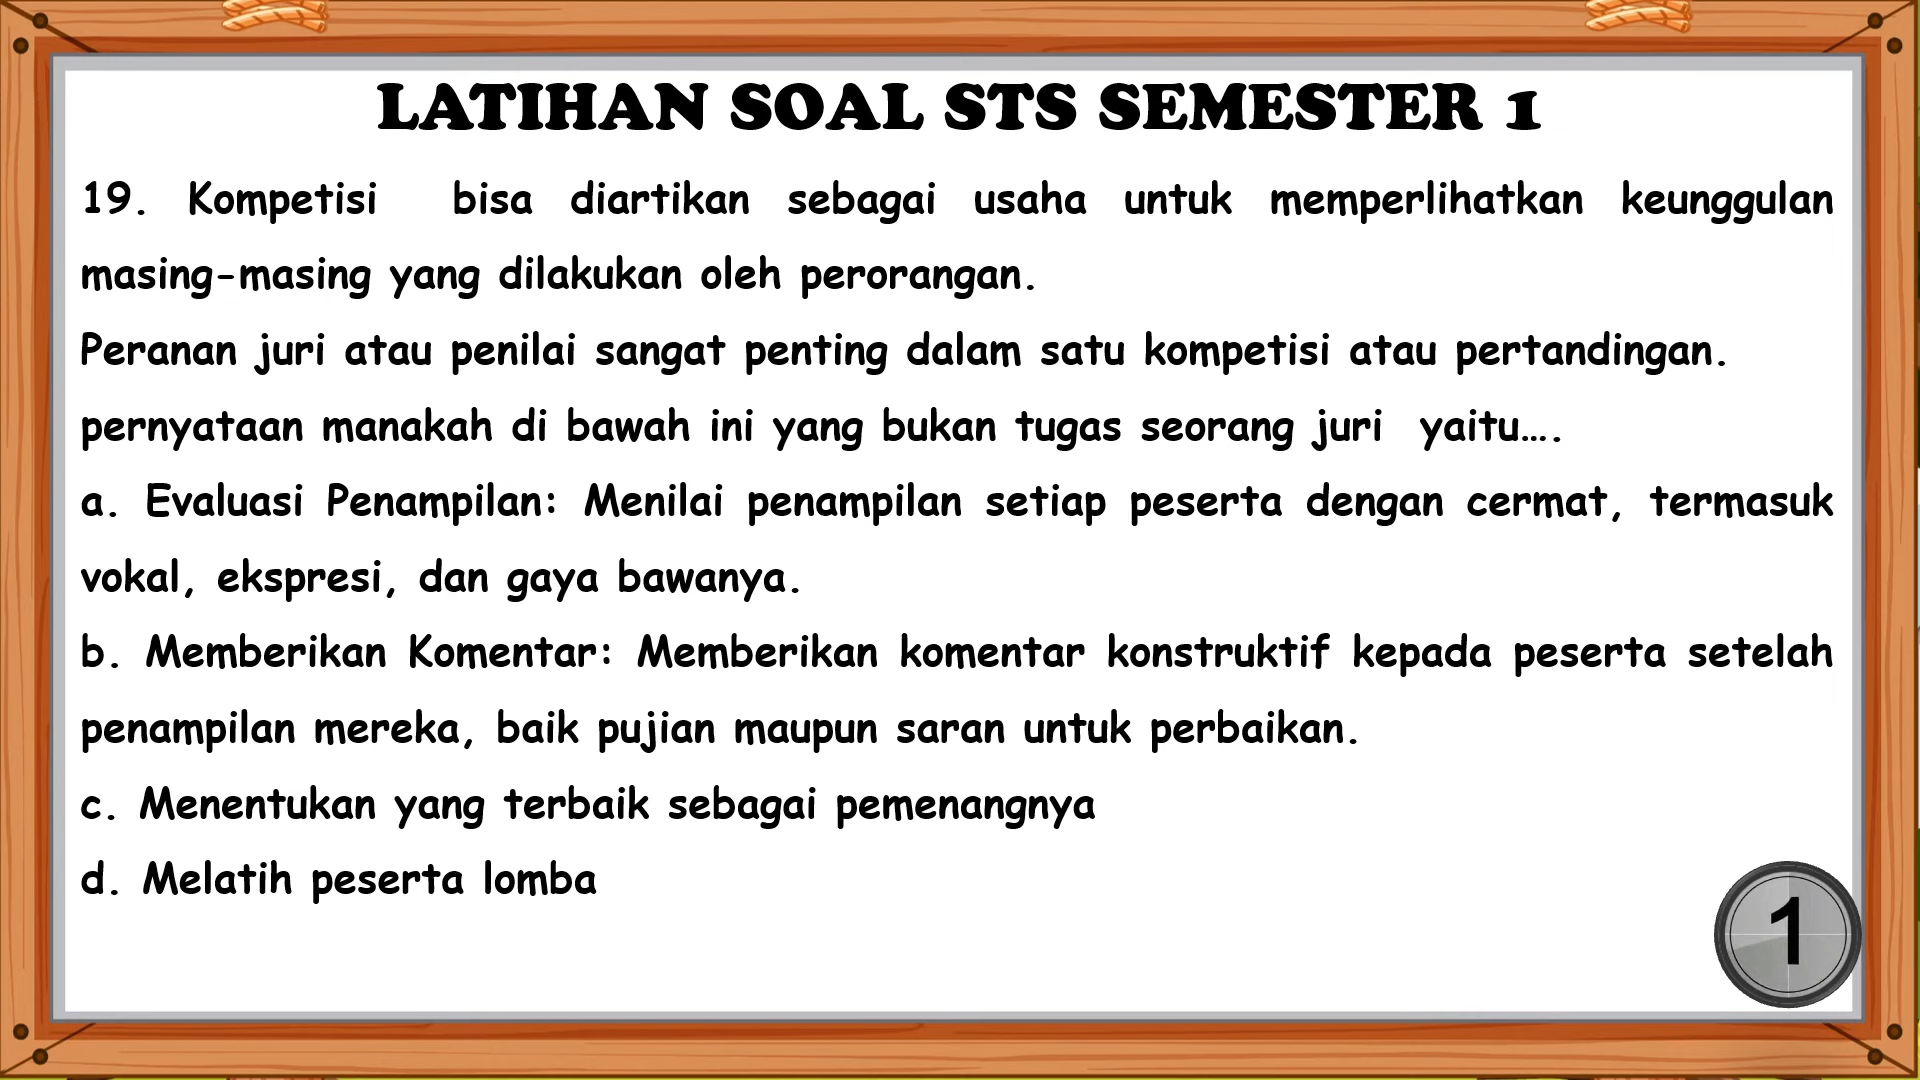 LATIHAN SOAL STS SEMESTER 1
19. Kompetisi bisa diartikan sebagai usaha untuk memperlihatkan keunggulan
masing-masing yang dilakukan oleh perorangan.
Peranan juri atau penilai sangat penting dalam satu kompetisi atau pertandingan.
pernyataan manakah di bawah ini yang bukan tugas seorang juri yaitu....
a. Evaluasi Penampilan: Menilai penampilan setiap peserta dengan cermat, termasuk
vokal, ekspresi, dan gaya bawanya.
b. Memberikan Komentar: Memberikan komentar konstruktif kepada peserta setelah
penampilan mereka, baik pujian maupun saran untuk perbaikan.
c. Menentukan yang terbaik sebagai pemenangnya
d. Melatih peserta lomba
1